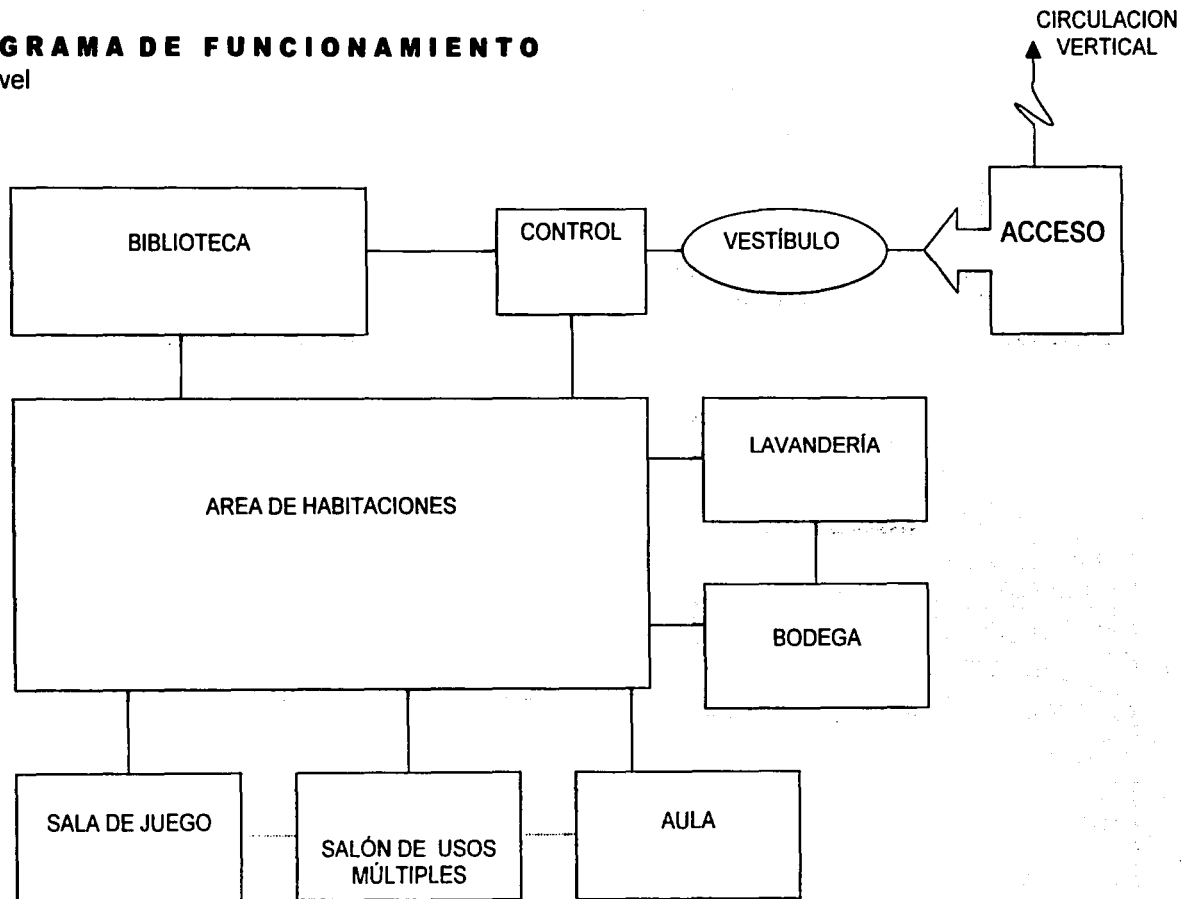 GRAMA DE FUNCIONAMIENTO
vel
CIRCULACION
VERTICAL
BIBLIOTECA
CONTROL
VESTÍBULO
ACCESO
LAVANDERÍA
AREA DE HABITACIONES
BODEGA
SALA DE JUEGO
SALÓN DE USOS
MÚLTIPLES
AULA